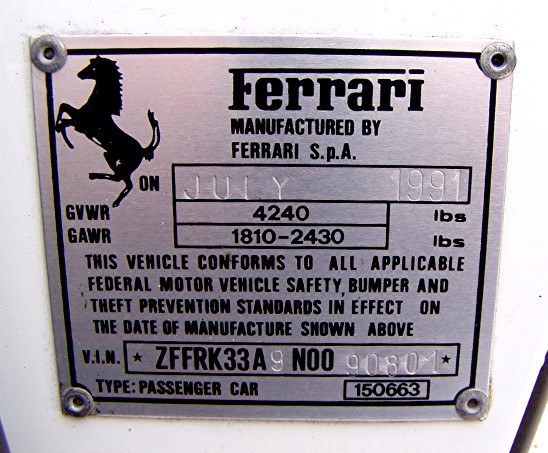 Ferrari
MANUFACTURED BY
FERRARI S.p.A.
ON JULY 1991
GVWR 4240 lbs
GAWR 1810-2430 lbs
THIS VEHICLE CONFORMS TO ALL APPLICABLE
FEDERAL MOTOR VEHICLE SAFETY, BUMPER AND
THEFT PREVENTION STANDARDS IN EFFECT ON
THE DATE OF MANUFACTURE SHOWN ABOVE
V.I.N. * ZFFRK33A9N0090801 *
TYPE: PASSENGER CAR 150663